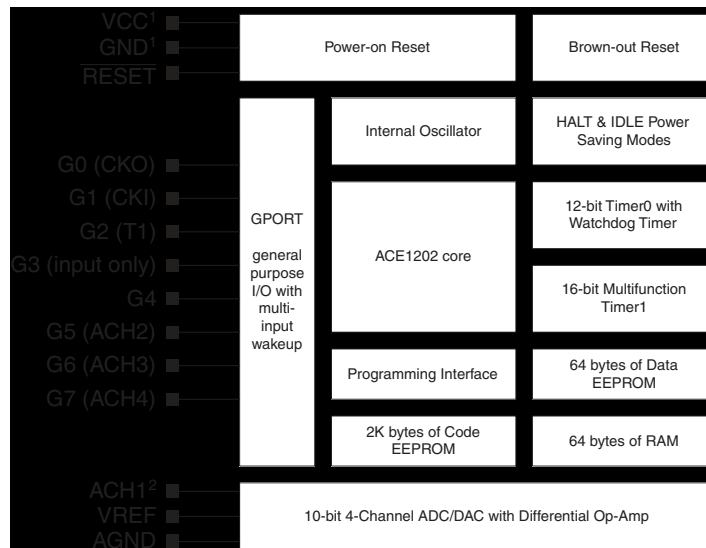 VCC1
GND1
RESET
Power-on Reset
Brown-out Reset
G0 (CKO)
G1 (CKI)
G2 (T1)
G3 (input only)
G4
G5 (ACH2)
G6 (ACH3)
G7 (ACH4)
GPORT
general
purpose
I/O with
multi-
input
wakeup
Internal Oscillator
HALT & IDLE Power
Saving Modes
ACE1202 core
12-bit Timer0 with
Watchdog Timer
16-bit Multifunction
Timer1
Programming Interface
64 bytes of Data
EEPROM
2K bytes of Code
EEPROM
64 bytes of RAM
ACH12
VREF
AGND
10-bit 4-Channel ADC/DAC with Differential Op-Amp